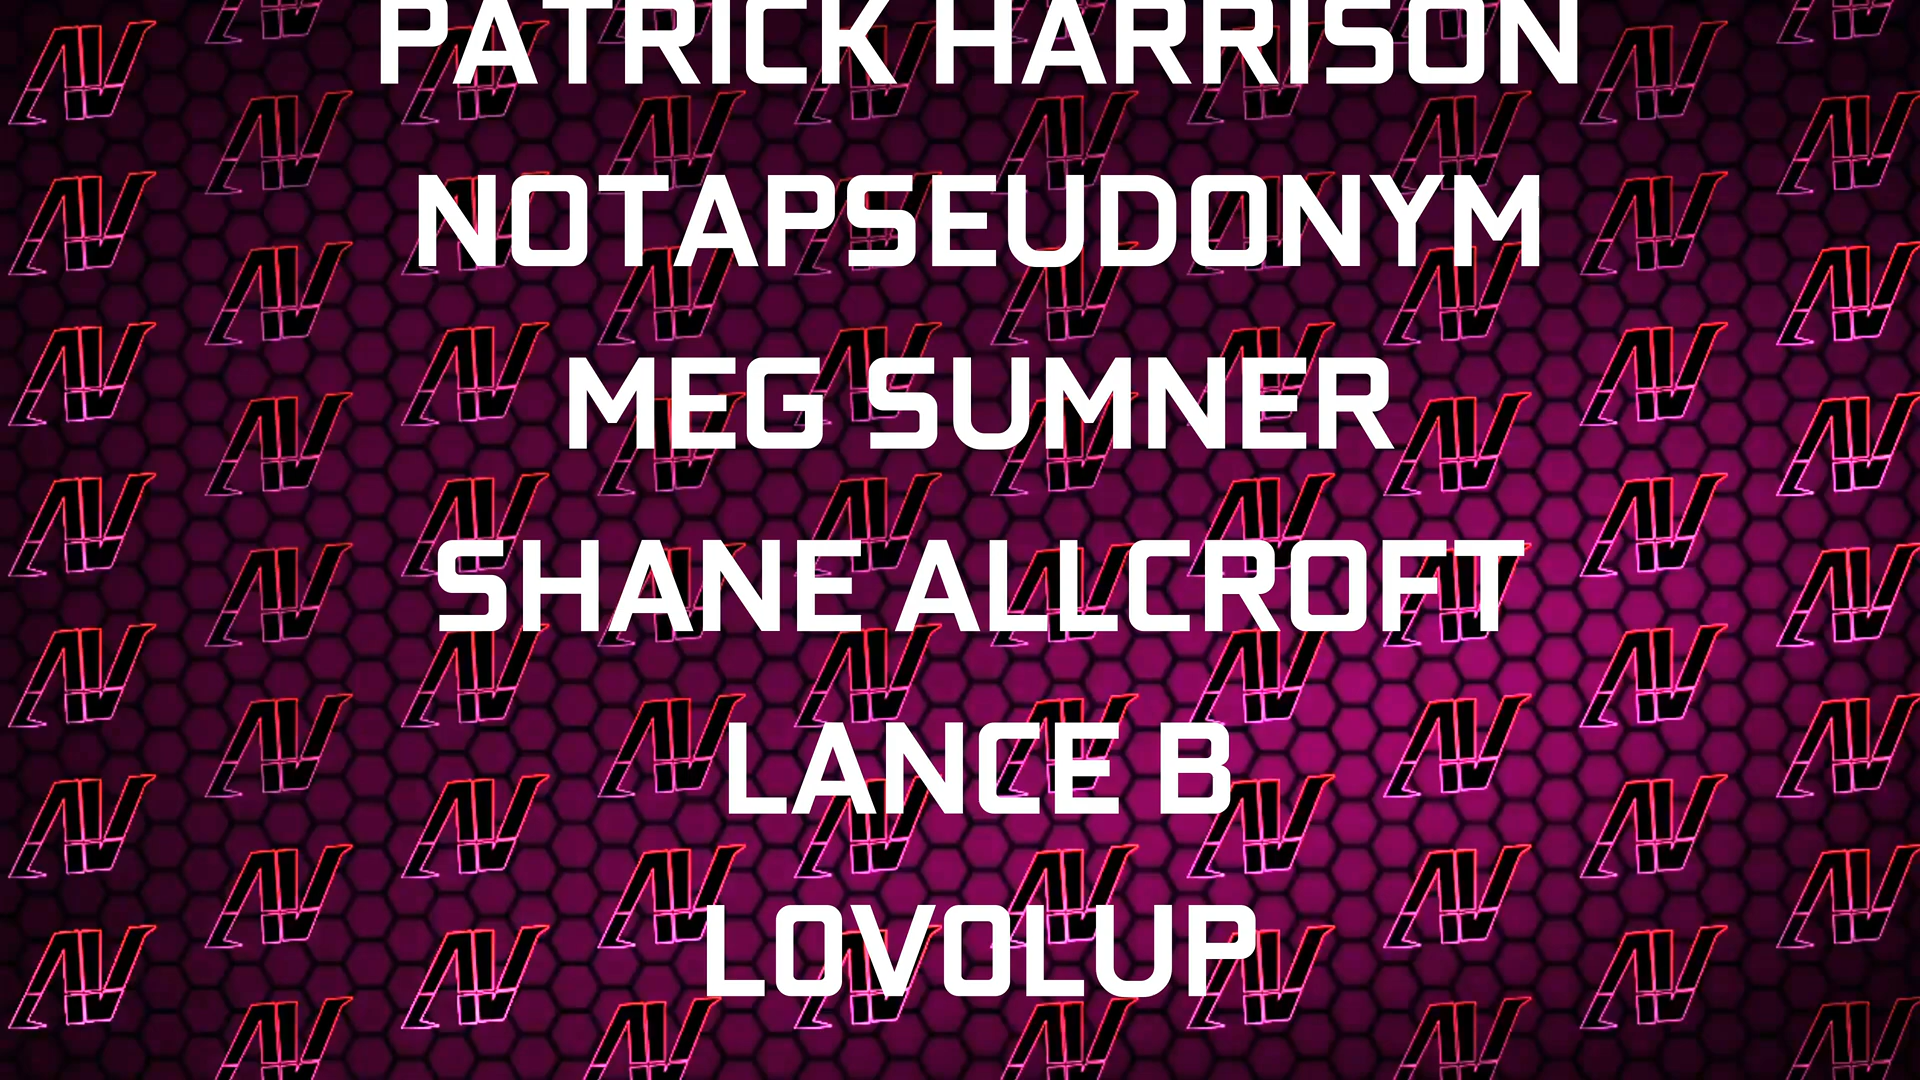 PATRICK HARRISON
NOTAPSEUDONYM
MEG SUMNER
SHANE ALLCROFT
LANCE B
LOVOLUP